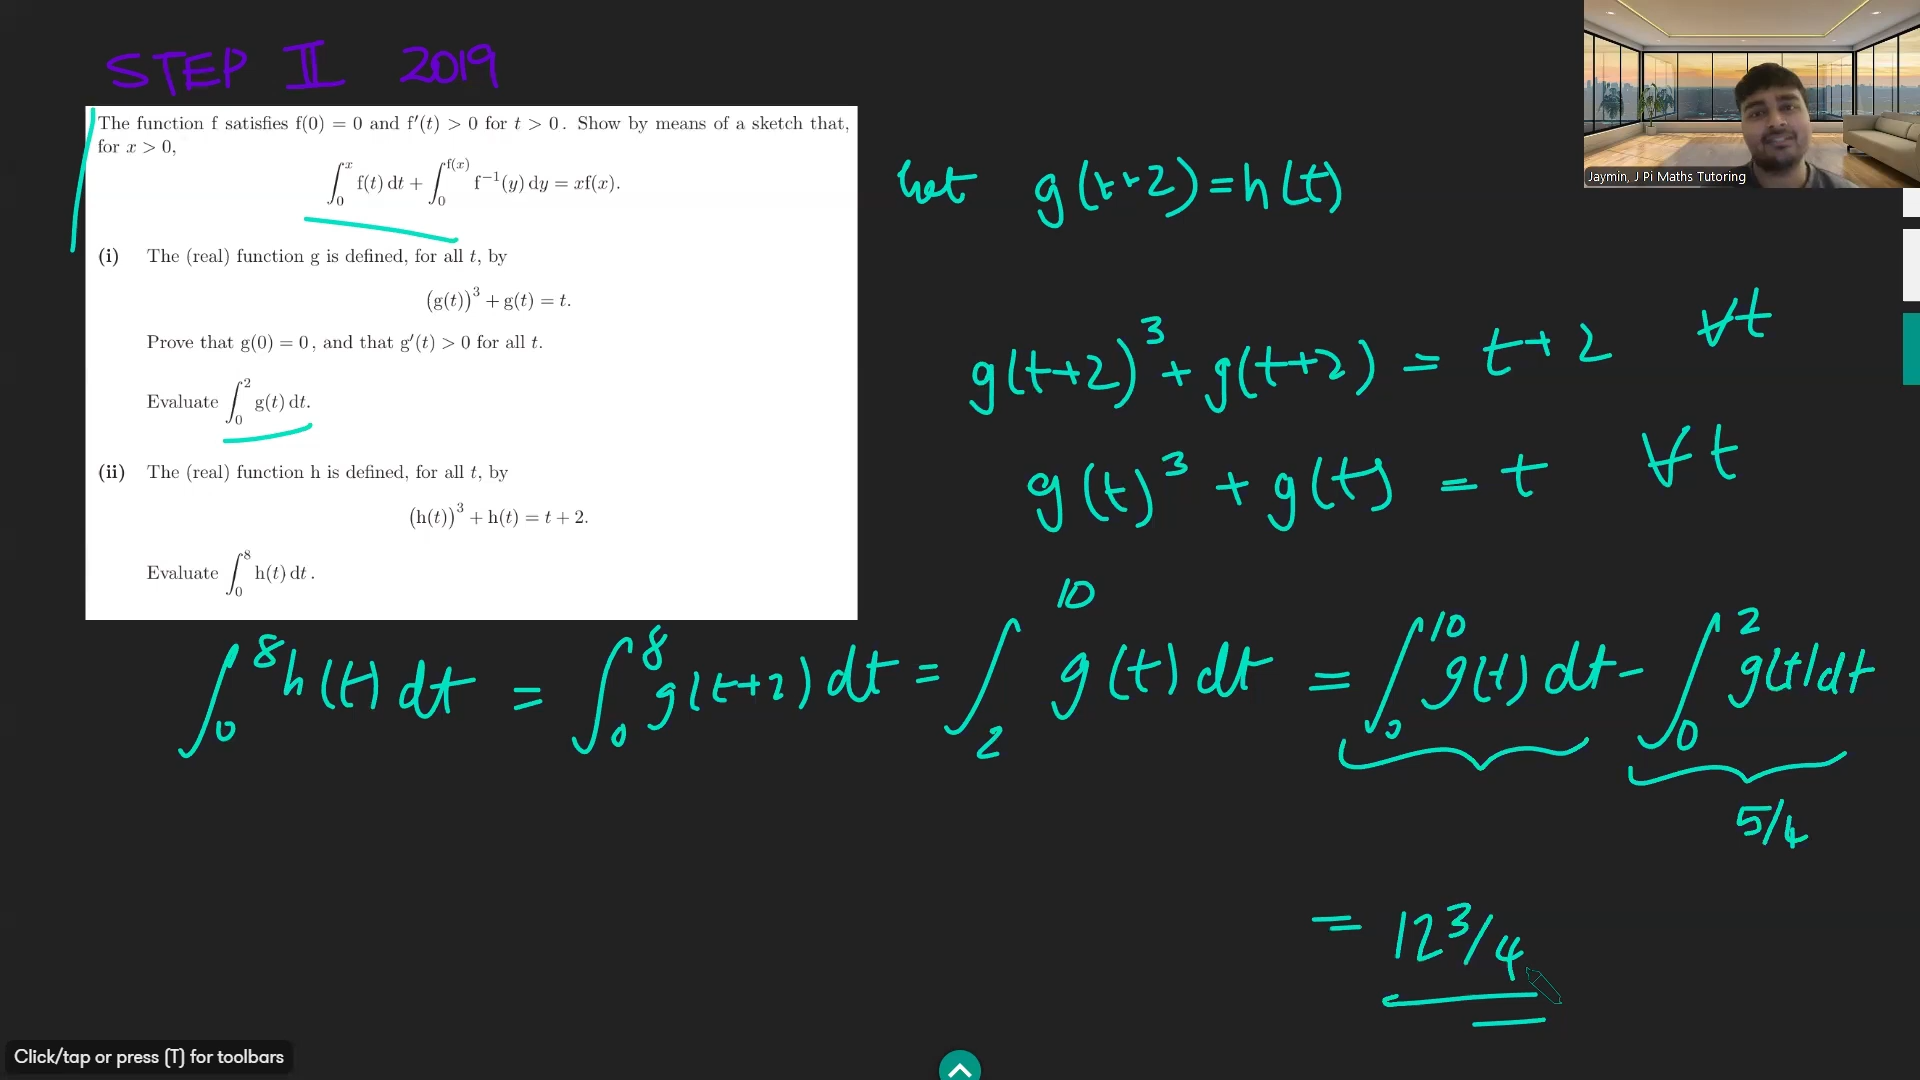 STEP II 2019
The function f satisfies f(0) = 0 and f′(t) > 0 for t > 0. Show by means of a sketch that,
for x > 0,
∫₀ˣ f(t) dt + ∫₀^{f(x)} f⁻¹(y) dy = xf(x).
(i) The (real) function g is defined, for all t, by
(g(t))³ + g(t) = t.
Prove that g(0) = 0, and that g′(t) > 0 for all t.
Evaluate ∫₀² g(t) dt.
(ii) The (real) function h is defined, for all t, by
(h(t))³ + h(t) = t + 2.
Evaluate ∫₀⁸ h(t) dt.
Jaymin, J Pi Maths Tutoring
Let g(t+2) = h(t)
g(t+2)³ + g(t+2) = t+2 ∀t
g(t)³ + g(t) = t ∀t
∫₀⁸ h(t) dt = ∫₀⁸ g(t+2) dt = ∫₂¹⁰ g(t) dt = ∫₀¹⁰ g(t) dt - ∫₀² g(t) dt
5/4
= 12 3/4
Click/tap or press (T) for toolbars